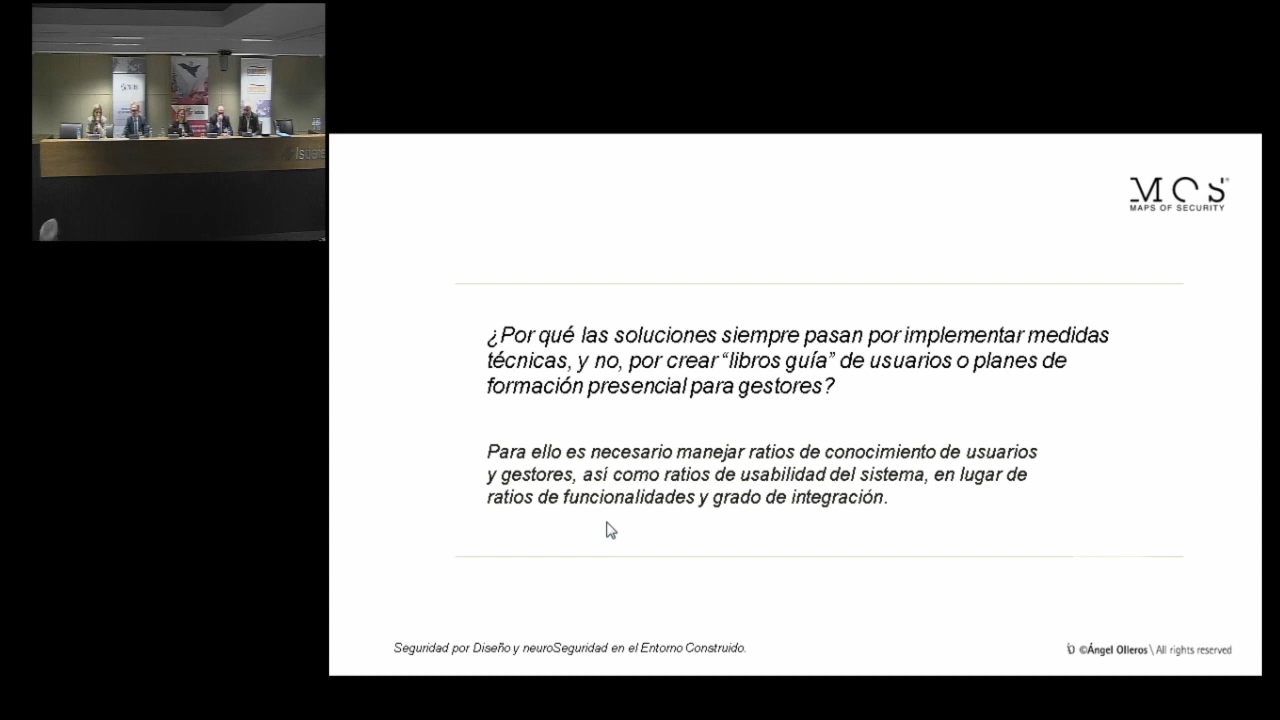 MOS
MAPS OF SECURITY
¿Por qué las soluciones siempre pasan por implementar medidas
técnicas, y no, por crear “libros guía” de usuarios o planes de
formación presencial para gestores?
Para ello es necesario manejar ratios de conocimiento de usuarios
y gestores, así como ratios de usabilidad del sistema, en lugar de
ratios de funcionalidades y grado de integración.
Seguridad por Diseño y neuroSeguridad en el Entorno Construido.
©Ángel Olleros \ All rights reserved